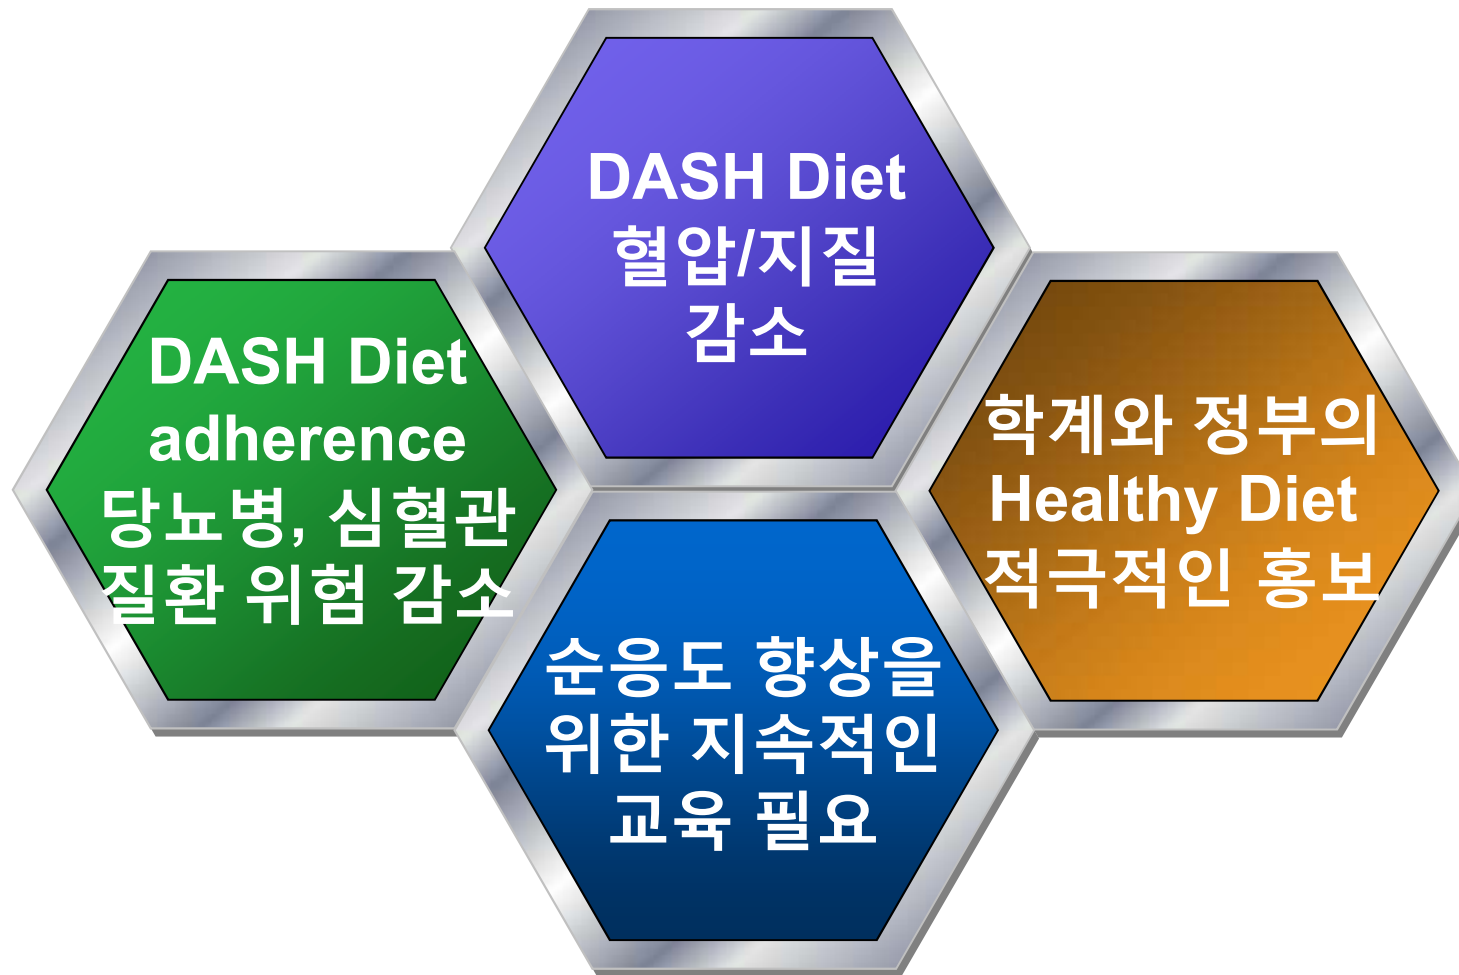 DASH Diet
혈압/지질
감소
DASH Diet
adherence
당뇨병, 심혈관
질환 위험 감소
학계와 정부의
Healthy Diet
적극적인 홍보
순응도 향상을
위한 지속적인
교육 필요